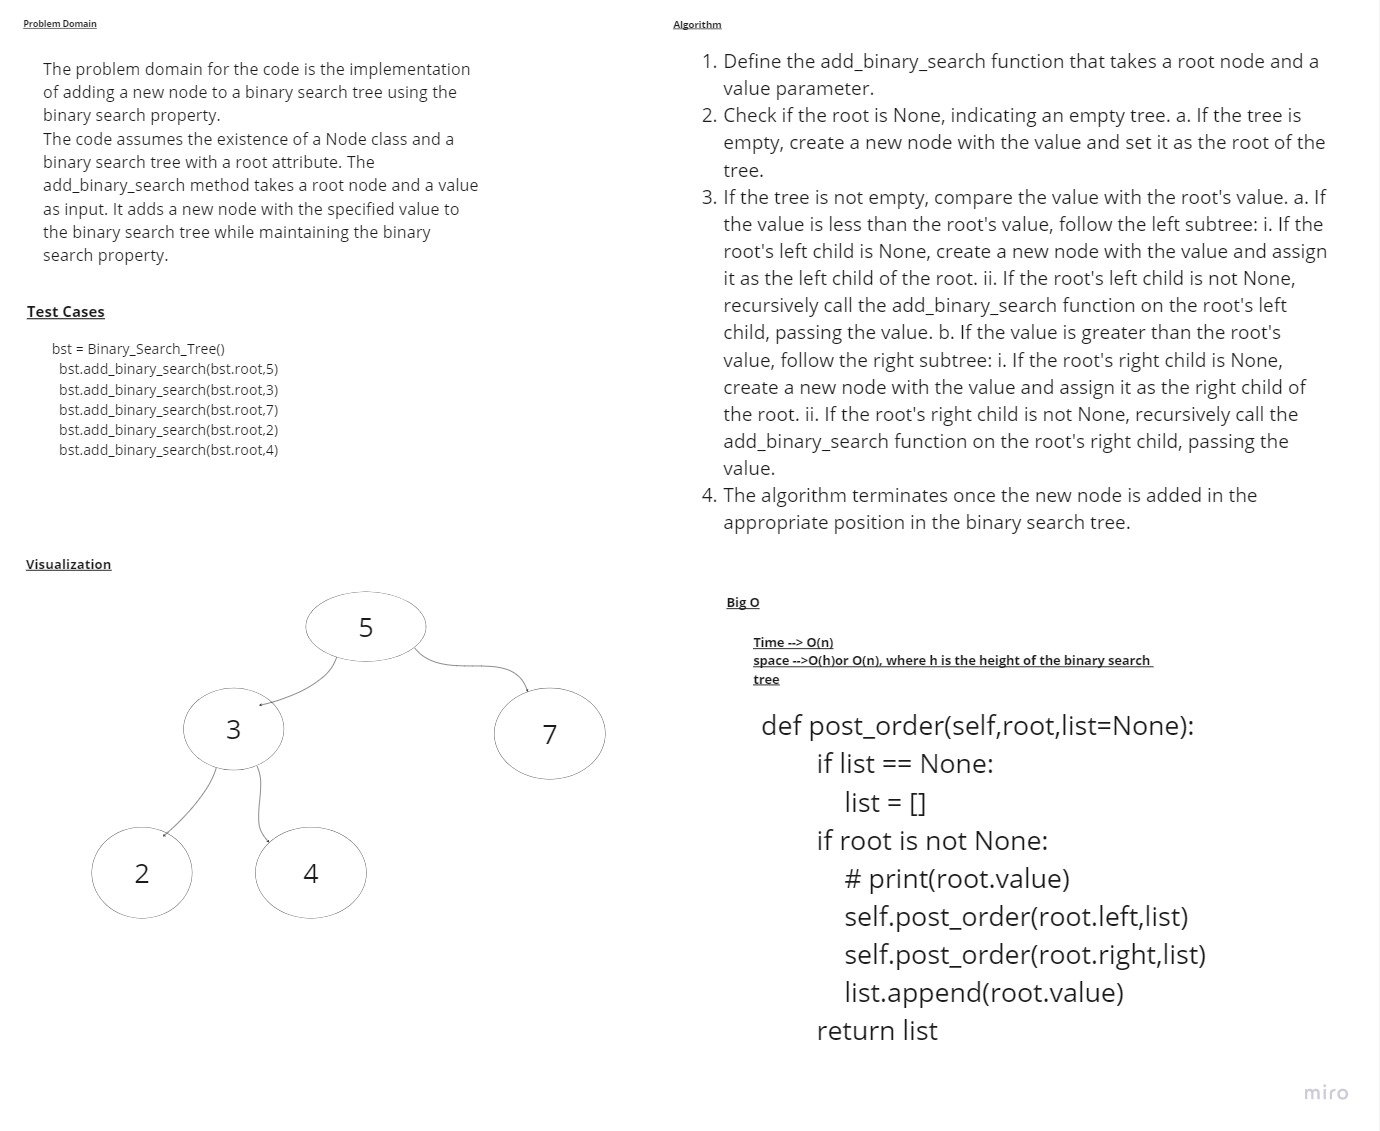 Problem Domain
The problem domain for the code is the implementation
of adding a new node to a binary search tree using the
binary search property.
The code assumes the existence of a Node class and a
binary search tree with a root attribute. The
add_binary_search method takes a root node and a value
as input. It adds a new node with the specified value to
the binary search tree while maintaining the binary
search property.
Test Cases
bst = Binary_Search_Tree()
bst.add_binary_search(bst.root,5)
bst.add_binary_search(bst.root,3)
bst.add_binary_search(bst.root,7)
bst.add_binary_search(bst.root,2)
bst.add_binary_search(bst.root,4)
Visualization
5
3
7
2
4
Algorithm
1. Define the add_binary_search function that takes a root node and a
value parameter.
2. Check if the root is None, indicating an empty tree. a. If the tree is
empty, create a new node with the value and set it as the root of the
tree.
3. If the tree is not empty, compare the value with the root's value. a. If
the value is less than the root's value, follow the left subtree: i. If the
root's left child is None, create a new node with the value and assign
it as the left child of the root. ii. If the root's left child is not None,
recursively call the add_binary_search function on the root's left
child, passing the value. b. If the value is greater than the root's
value, follow the right subtree: i. If the root's right child is None,
create a new node with the value and assign it as the right child of
the root. ii. If the root's right child is not None, recursively call the
add_binary_search function on the root's right child, passing the
value.
4. The algorithm terminates once the new node is added in the
appropriate position in the binary search tree.
Big O
Time --> O(n)
space -->O(h)or O(n), where h is the height of the binary search
tree
def post_order(self,root,list=None):
if list == None:
list = []
if root is not None:
# print(root.value)
self.post_order(root.left,list)
self.post_order(root.right,list)
list.append(root.value)
return list
miro